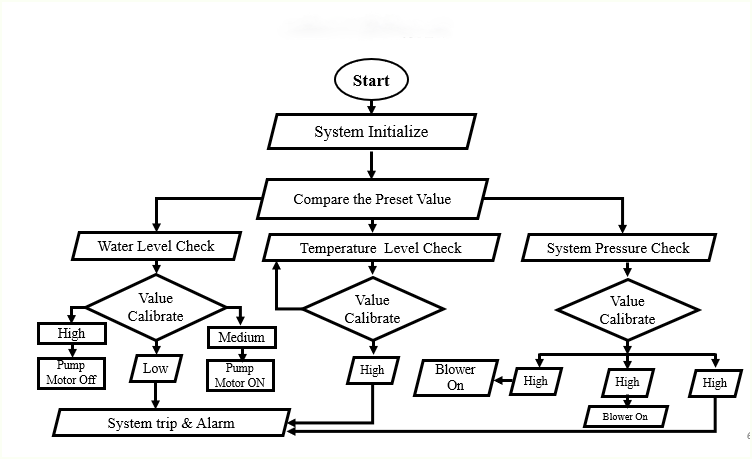 Start
System Initialize
Compare the Preset Value
Water Level Check
Temperature Level Check
System Pressure Check
Value
Calibrate
Value
Calibrate
Value
Calibrate
High
Medium
Pump
Motor Off
Low
Pump
Motor ON
High
Blower
On
High
High
High
Blower On
System trip & Alarm